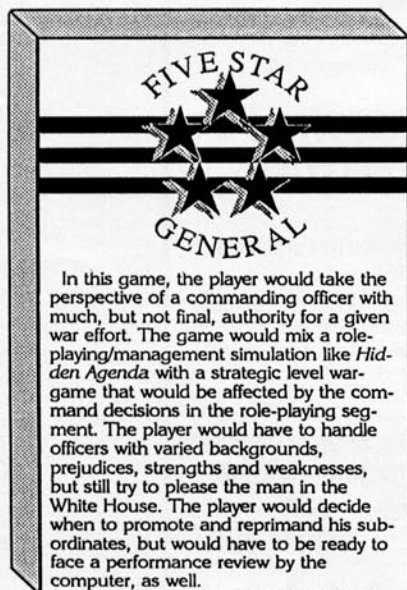 FIVE STAR
GENERAL
In this game, the player would take the
perspective of a commanding officer with
much, but not final, authority for a given
war effort. The game would mix a role-
playing/management simulation like Hid-
den Agenda with a strategic level war-
game that would be affected by the com-
mand decisions in the role-playing seg-
ment. The player would have to handle
officers with varied backgrounds,
prejudices, strengths and weaknesses,
but still try to please the man in the
White House. The player would decide
when to promote and reprimand his sub-
ordinates, but would have to be ready to
face a performance review by the
computer, as well.